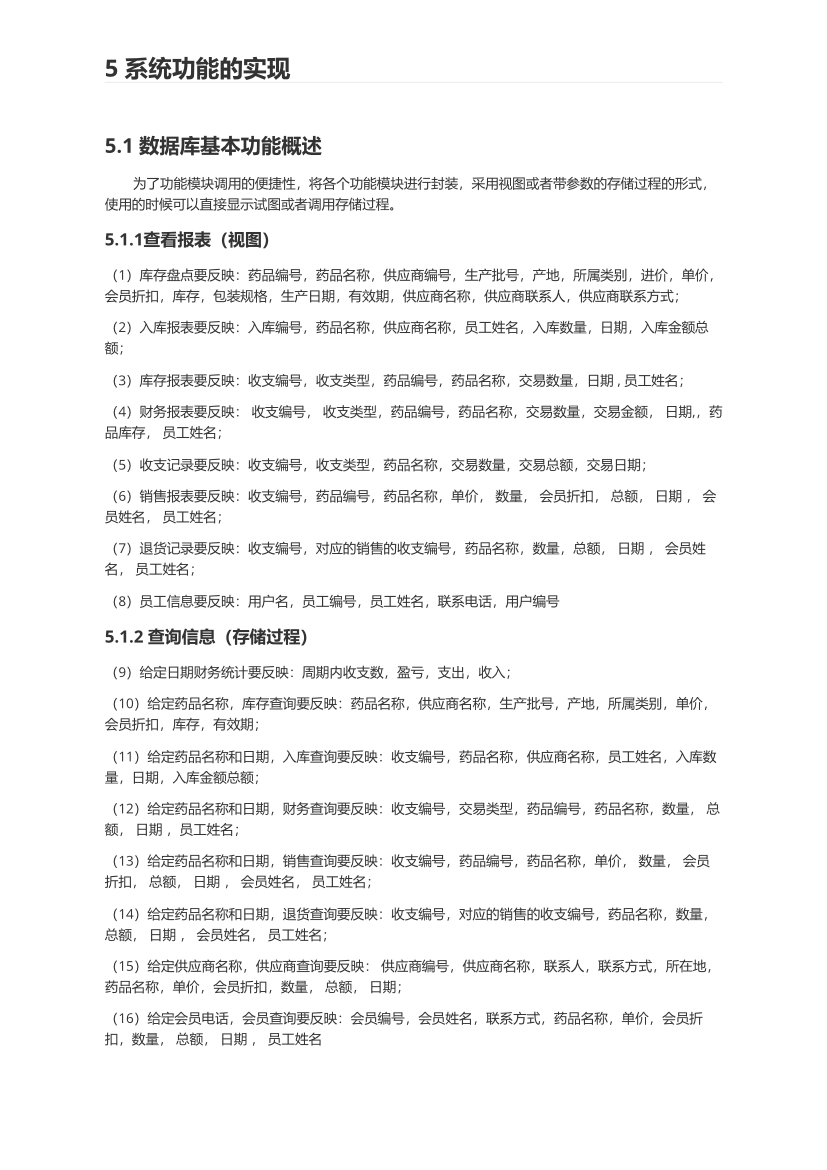 5 系统功能的实现
5.1 数据库基本功能概述
为了功能模块调用的便捷性，将各个功能模块进行封装，采用视图或者带参数的存储过程的形式，
使用的时候可以直接显示试图或者调用存储过程。
5.1.1查看报表（视图）
（1）库存盘点要反映：药品编号，药品名称，供应商编号，生产批号，产地，所属类别，进价，单价，
会员折扣，库存，包装规格，生产日期，有效期，供应商名称，供应商联系人，供应商联系方式；
（2）入库报表要反映：入库编号，药品名称，供应商名称，员工姓名，入库数量，日期，入库金额总
额；
（3）库存报表要反映：收支编号，收支类型，药品编号，药品名称，交易数量，日期 , 员工姓名；
（4）财务报表要反映： 收支编号， 收支类型，药品编号，药品名称，交易数量，交易金额， 日期,，药
品库存， 员工姓名；
（5）收支记录要反映：收支编号，收支类型，药品名称，交易数量，交易总额，交易日期；
（6）销售报表要反映：收支编号，药品编号，药品名称，单价， 数量， 会员折扣， 总额， 日期 ， 会
员姓名， 员工姓名；
（7）退货记录要反映：收支编号，对应的销售的收支编号，药品名称，数量，总额， 日期 ， 会员姓
名， 员工姓名；
（8）员工信息要反映：用户名，员工编号，员工姓名，联系电话，用户编号
5.1.2 查询信息（存储过程）
（9）给定日期财务统计要反映：周期内收支数，盈亏，支出，收入；
（10）给定药品名称，库存查询要反映：药品名称，供应商名称，生产批号，产地，所属类别，单价，
会员折扣，库存，有效期；
（11）给定药品名称和日期，入库查询要反映：收支编号，药品名称，供应商名称，员工姓名，入库数
量，日期，入库金额总额；
（12）给定药品名称和日期，财务查询要反映：收支编号，交易类型，药品编号，药品名称，数量， 总
额， 日期 ，员工姓名；
（13）给定药品名称和日期，销售查询要反映：收支编号，药品编号，药品名称，单价， 数量， 会员
折扣， 总额， 日期 ， 会员姓名， 员工姓名；
（14）给定药品名称和日期，退货查询要反映：收支编号，对应的销售的收支编号，药品名称，数量，
总额， 日期 ， 会员姓名， 员工姓名；
（15）给定供应商名称，供应商查询要反映： 供应商编号，供应商名称，联系人，联系方式，所在地，
药品名称，单价，会员折扣，数量， 总额， 日期；
（16）给定会员电话，会员查询要反映：会员编号，会员姓名，联系方式，药品名称，单价，会员折
扣，数量， 总额， 日期 ， 员工姓名